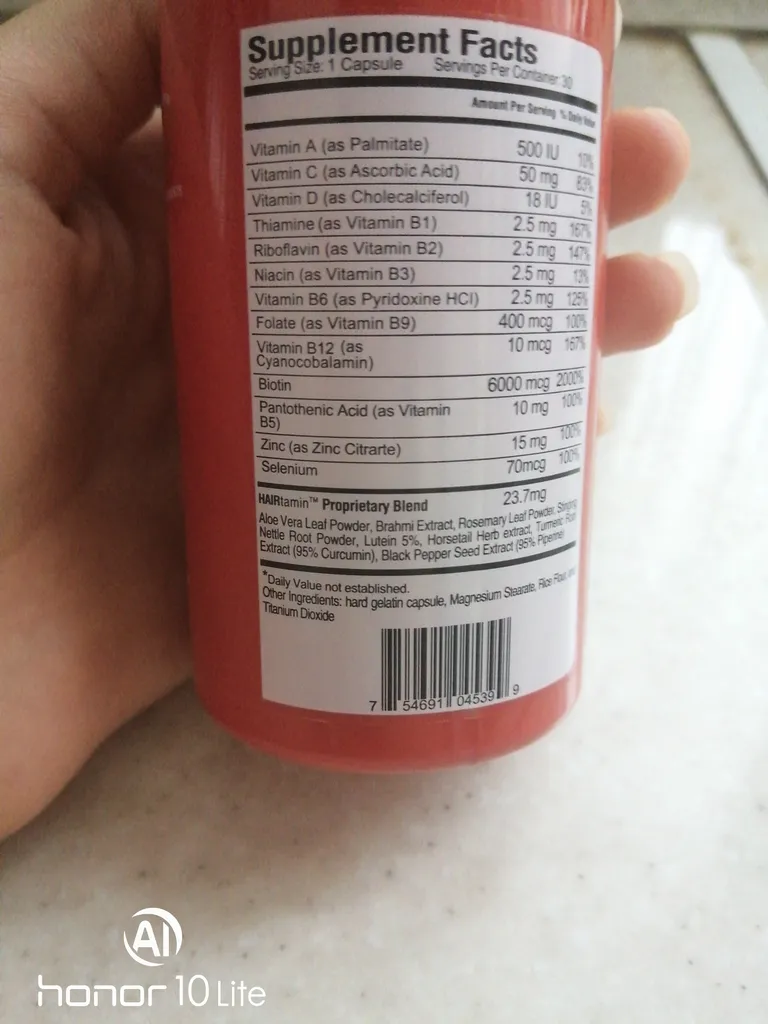 Supplement Facts
Serving Size: 1 Capsule Servings Per Container 30
Amount Per Serving % Daily Value
Vitamin A (as Palmitate) 500 IU 10%
Vitamin C (as Ascorbic Acid) 50 mg 83%
Vitamin D (as Cholecalciferol) 18 IU 5%
Thiamine (as Vitamin B1) 2.5 mg 167%
Riboflavin (as Vitamin B2) 2.5 mg 147%
Niacin (as Vitamin B3) 2.5 mg 13%
Vitamin B6 (as Pyridoxine HCl) 2.5 mg 125%
Folate (as Vitamin B9) 400 mcg 100%
Vitamin B12 (as 10 mcg 167%
Cyanocobalamin)
Biotin 6000 mcg 2000%
Pantothenic Acid (as Vitamin 10 mg 100%
B5)
Zinc (as Zinc Citrarte) 15 mg 100%
Selenium 70mcg 100%
HAIRtamin™ Proprietary Blend 23.7mg
Aloe Vera Leaf Powder, Brahmi Extract, Rosemary Leaf Powder, Stinging
Nettle Root Powder, Lutein 5%, Horsetail Herb extract, Turmeric Root
Extract (95% Curcumin), Black Pepper Seed Extract (95% Piperine)
*Daily Value not established.
Other Ingredients: hard gelatin capsule, Magnesium Stearate, Rice Flour, and
Titanium Dioxide
7 54691 04539 9
AI
honor 10 Lite